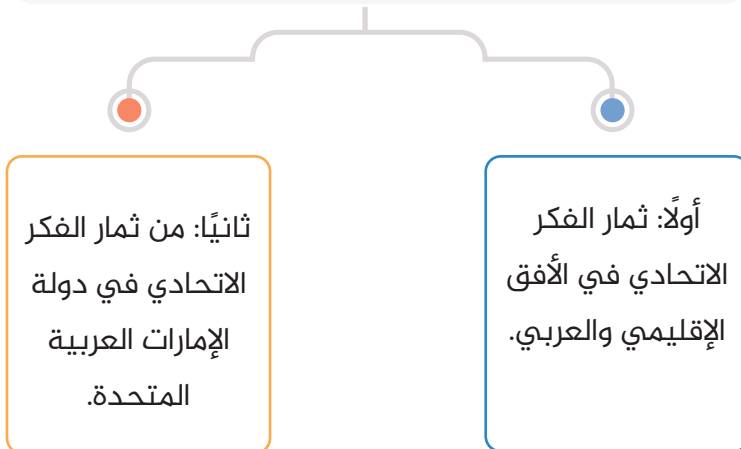 أولًا: ثمار الفكر
الاتحادي في الأفق
الإقليمي والعربي.
ثانيًا: من ثمار الفكر
الاتحادي في دولة
الإمارات العربية
المتحدة.